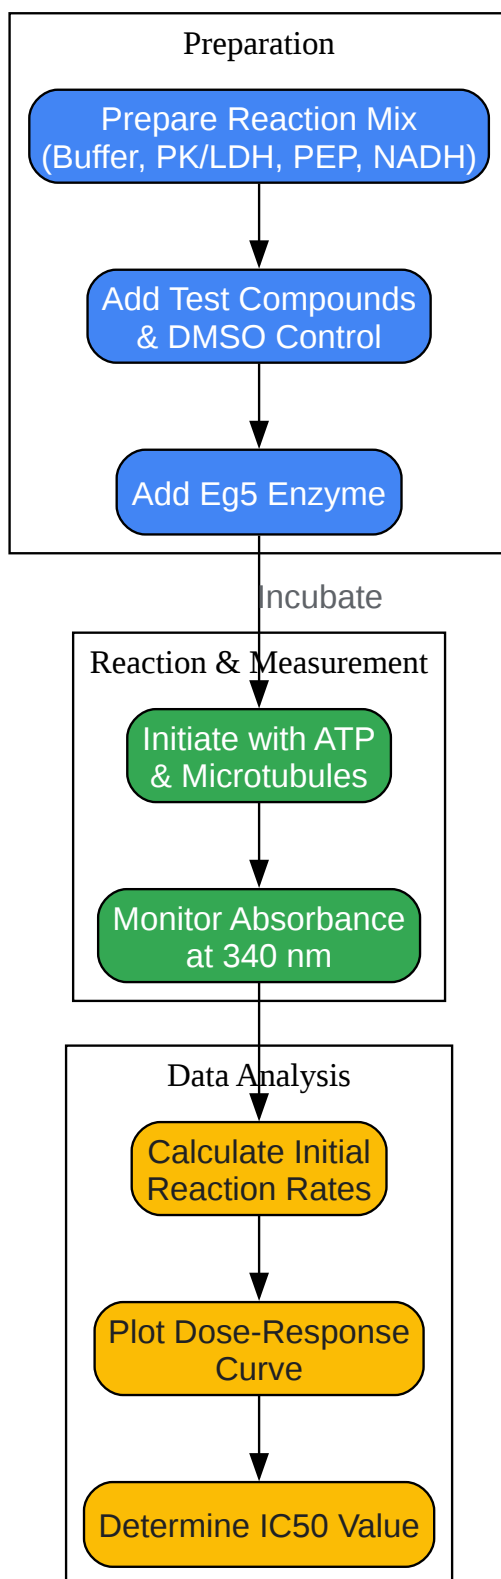 Preparation
Prepare Reaction Mix
(Buffer, PK/LDH, PEP, NADH)
Add Test Compounds
& DMSO Control
Add Eg5 Enzyme
Incubate
Reaction & Measurement
Initiate with ATP
& Microtubules
Monitor Absorbance
at 340 nm
Data Analysis
Calculate Initial
Reaction Rates
Plot Dose-Response
Curve
Determine IC50 Value